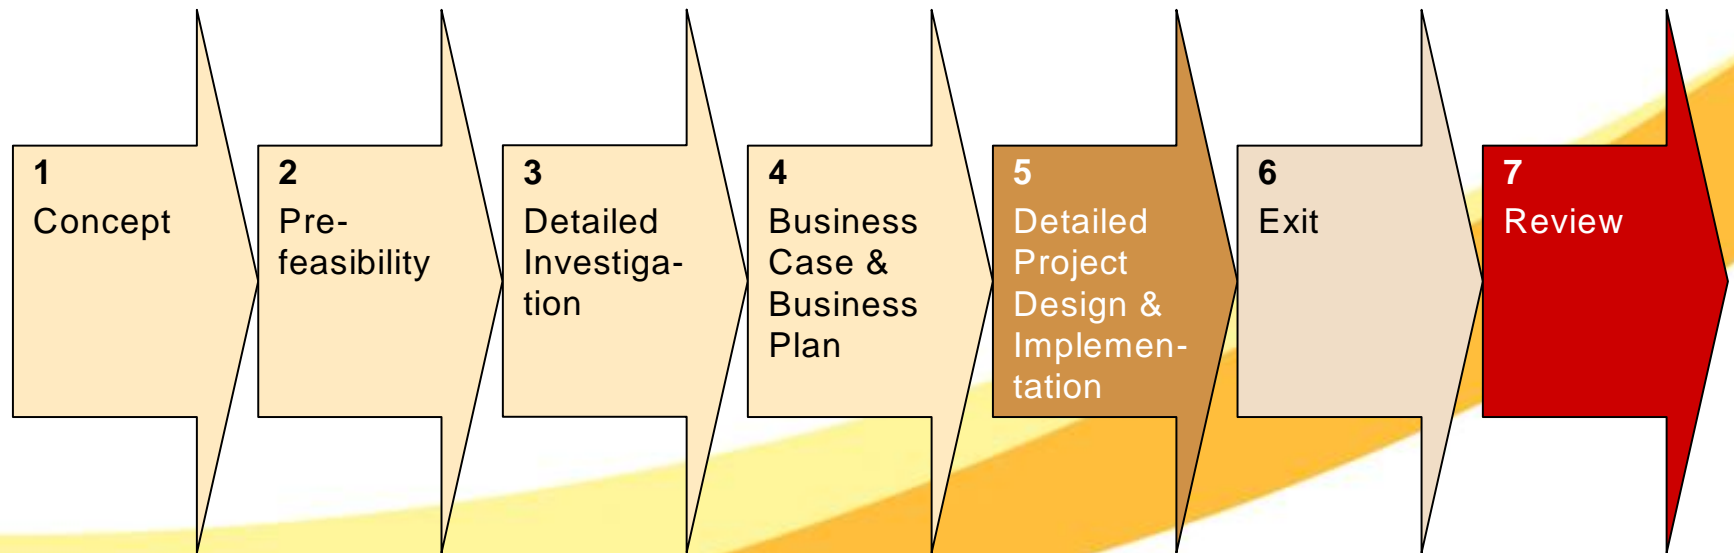 1
Concept
2
Pre-
feasibility
3
Detailed
Investiga-
tion
4
Business
Case &
Business
Plan
5
Detailed
Project
Design &
Implemen-
tation
6
Exit
7
Review